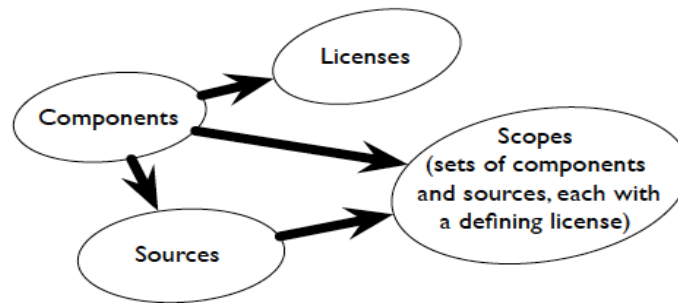 Licenses
Components
Scopes
(sets of components
and sources, each with
a defining license)
Sources